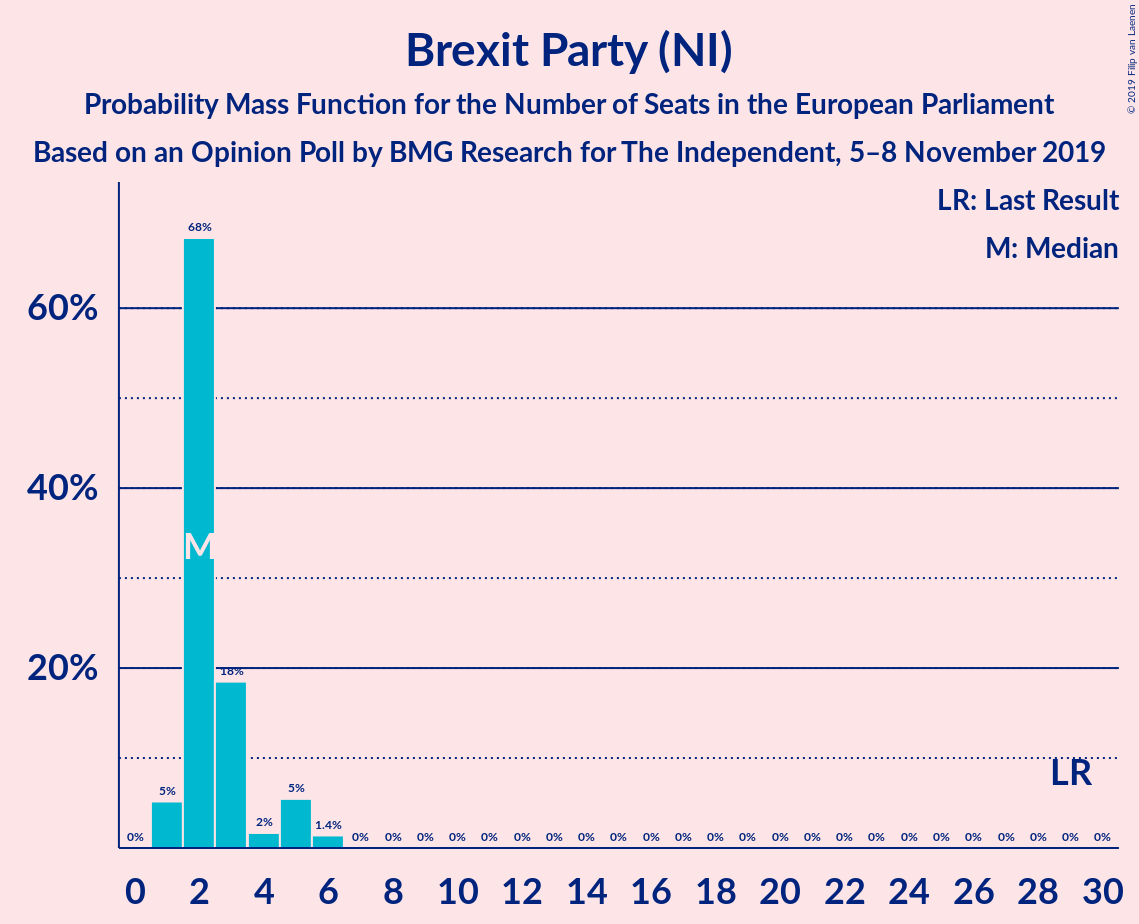 Brexit Party (NI)
Probability Mass Function for the Number of Seats in the European Parliament
Based on an Opinion Poll by BMG Research for The Independent, 5–8 November 2019
© 2019 Filip van Laenen
LR: Last Result
M: Median
60%
40%
20%
68%
M
18%
5%
2%
5%
1.4%
LR
0% 0% 0% 0% 0% 0% 0% 0% 0% 0% 0% 0% 0% 0% 0% 0% 0% 0% 0% 0% 0% 0% 0% 0% 0%
0 2 4 6 8 10 12 14 16 18 20 22 24 26 28 30